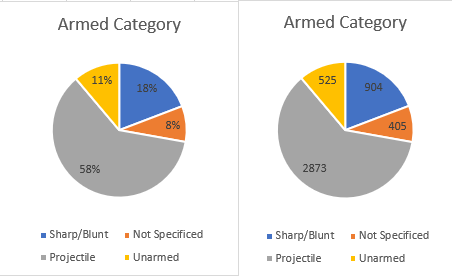 Armed Category
11%
18%
8%
58%
Sharp/Blunt
Not Specificed
Projectile
Unarmed
Armed Category
525
904
405
2873
Sharp/Blunt
Not Specificed
Projectile
Unarmed